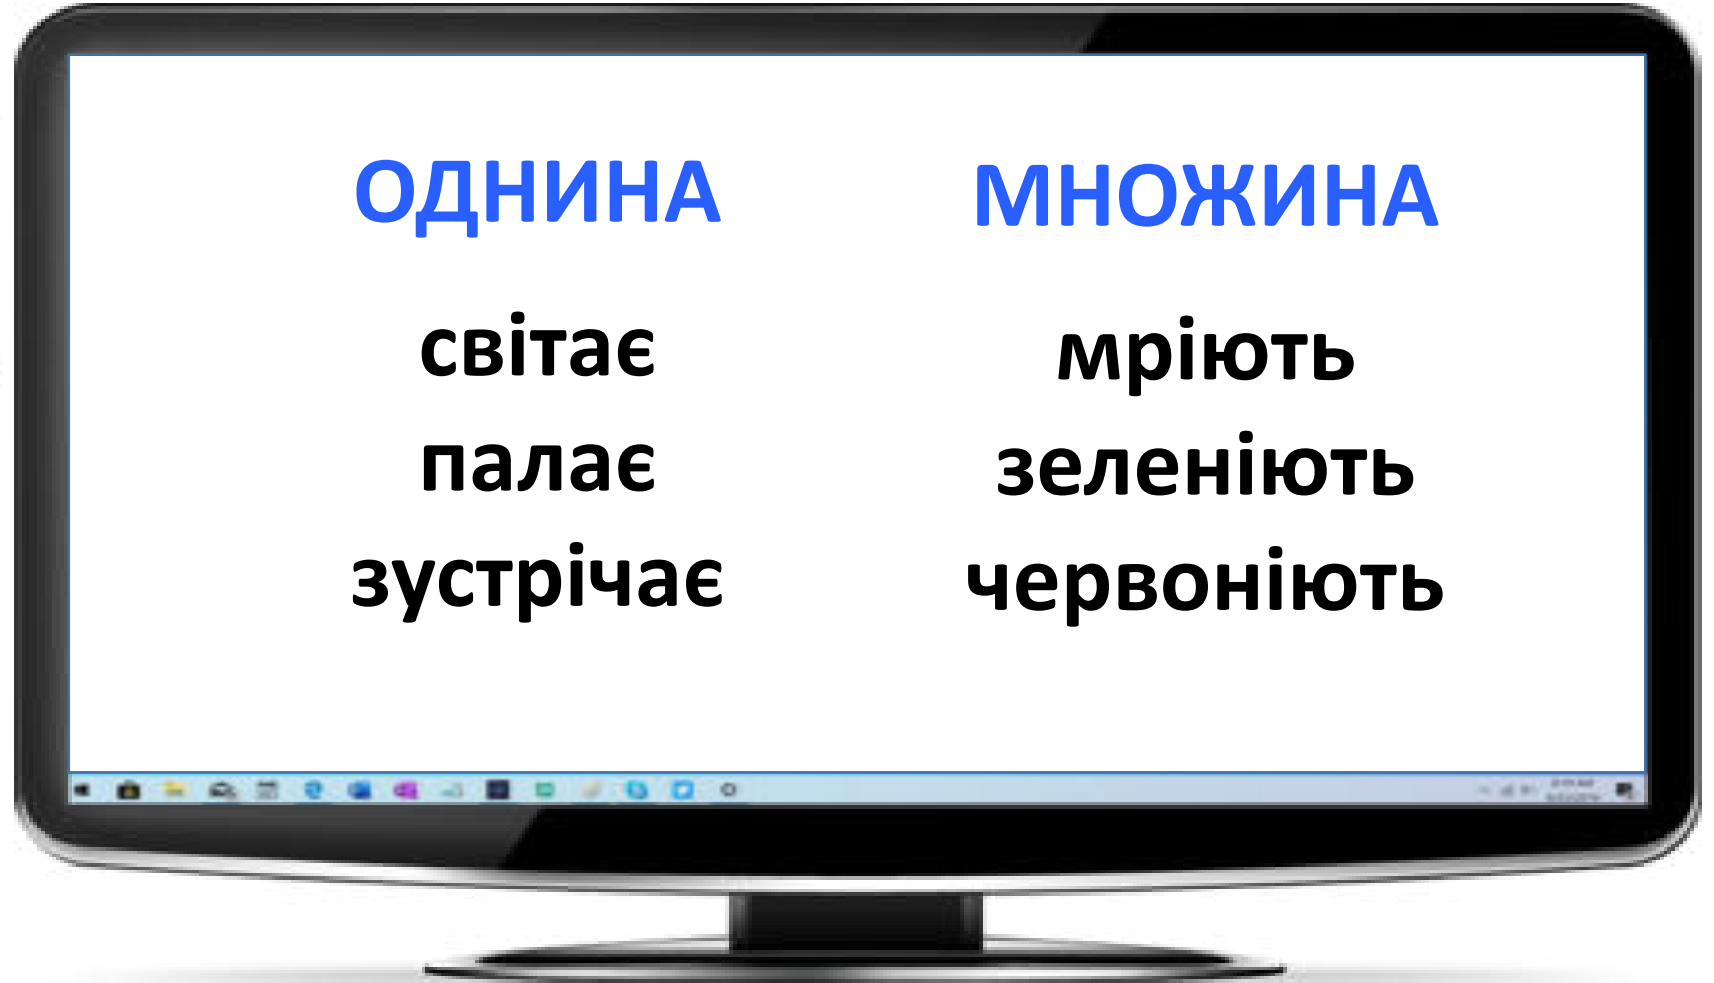 ОДНИНА МНОЖИНА
світає мріють
палає зеленіють
зустрічає червоніють